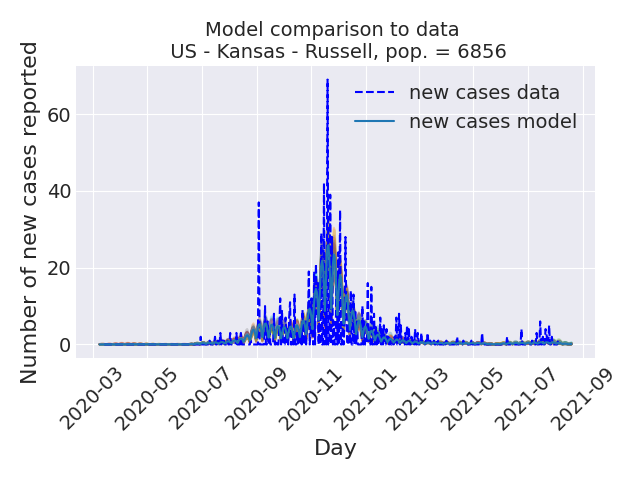 Model comparison to data
US - Kansas - Russell, pop. = 6856
Number of new cases reported
60
40
20
0
new cases data
new cases model
2020-03
2020-05
2020-07
2020-09
2020-11
2021-01
2021-03
2021-05
2021-07
2021-09
Day